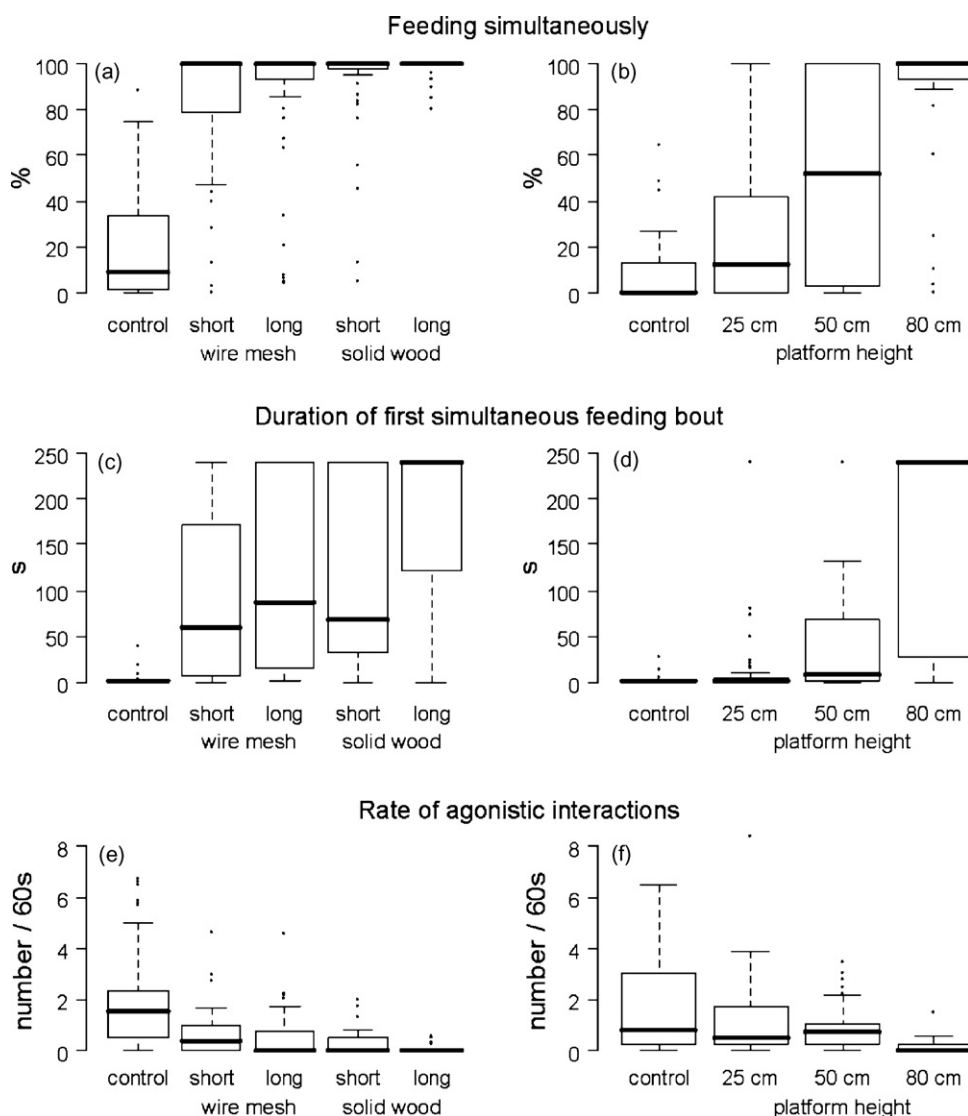 Feeding simultaneously
(a)
%
100
80
60
40
20
0
control short long short long
wire mesh solid wood
(b)
%
100
80
60
40
20
0
control 25 cm 50 cm 80 cm
platform height
Duration of first simultaneous feeding bout
(c)
s
250
200
150
100
50
0
control short long short long
wire mesh solid wood
(d)
s
250
200
150
100
50
0
control 25 cm 50 cm 80 cm
platform height
Rate of agonistic interactions
(e)
number / 60s
8
6
4
2
0
control short long short long
wire mesh solid wood
(f)
number / 60s
8
6
4
2
0
control 25 cm 50 cm 80 cm
platform height